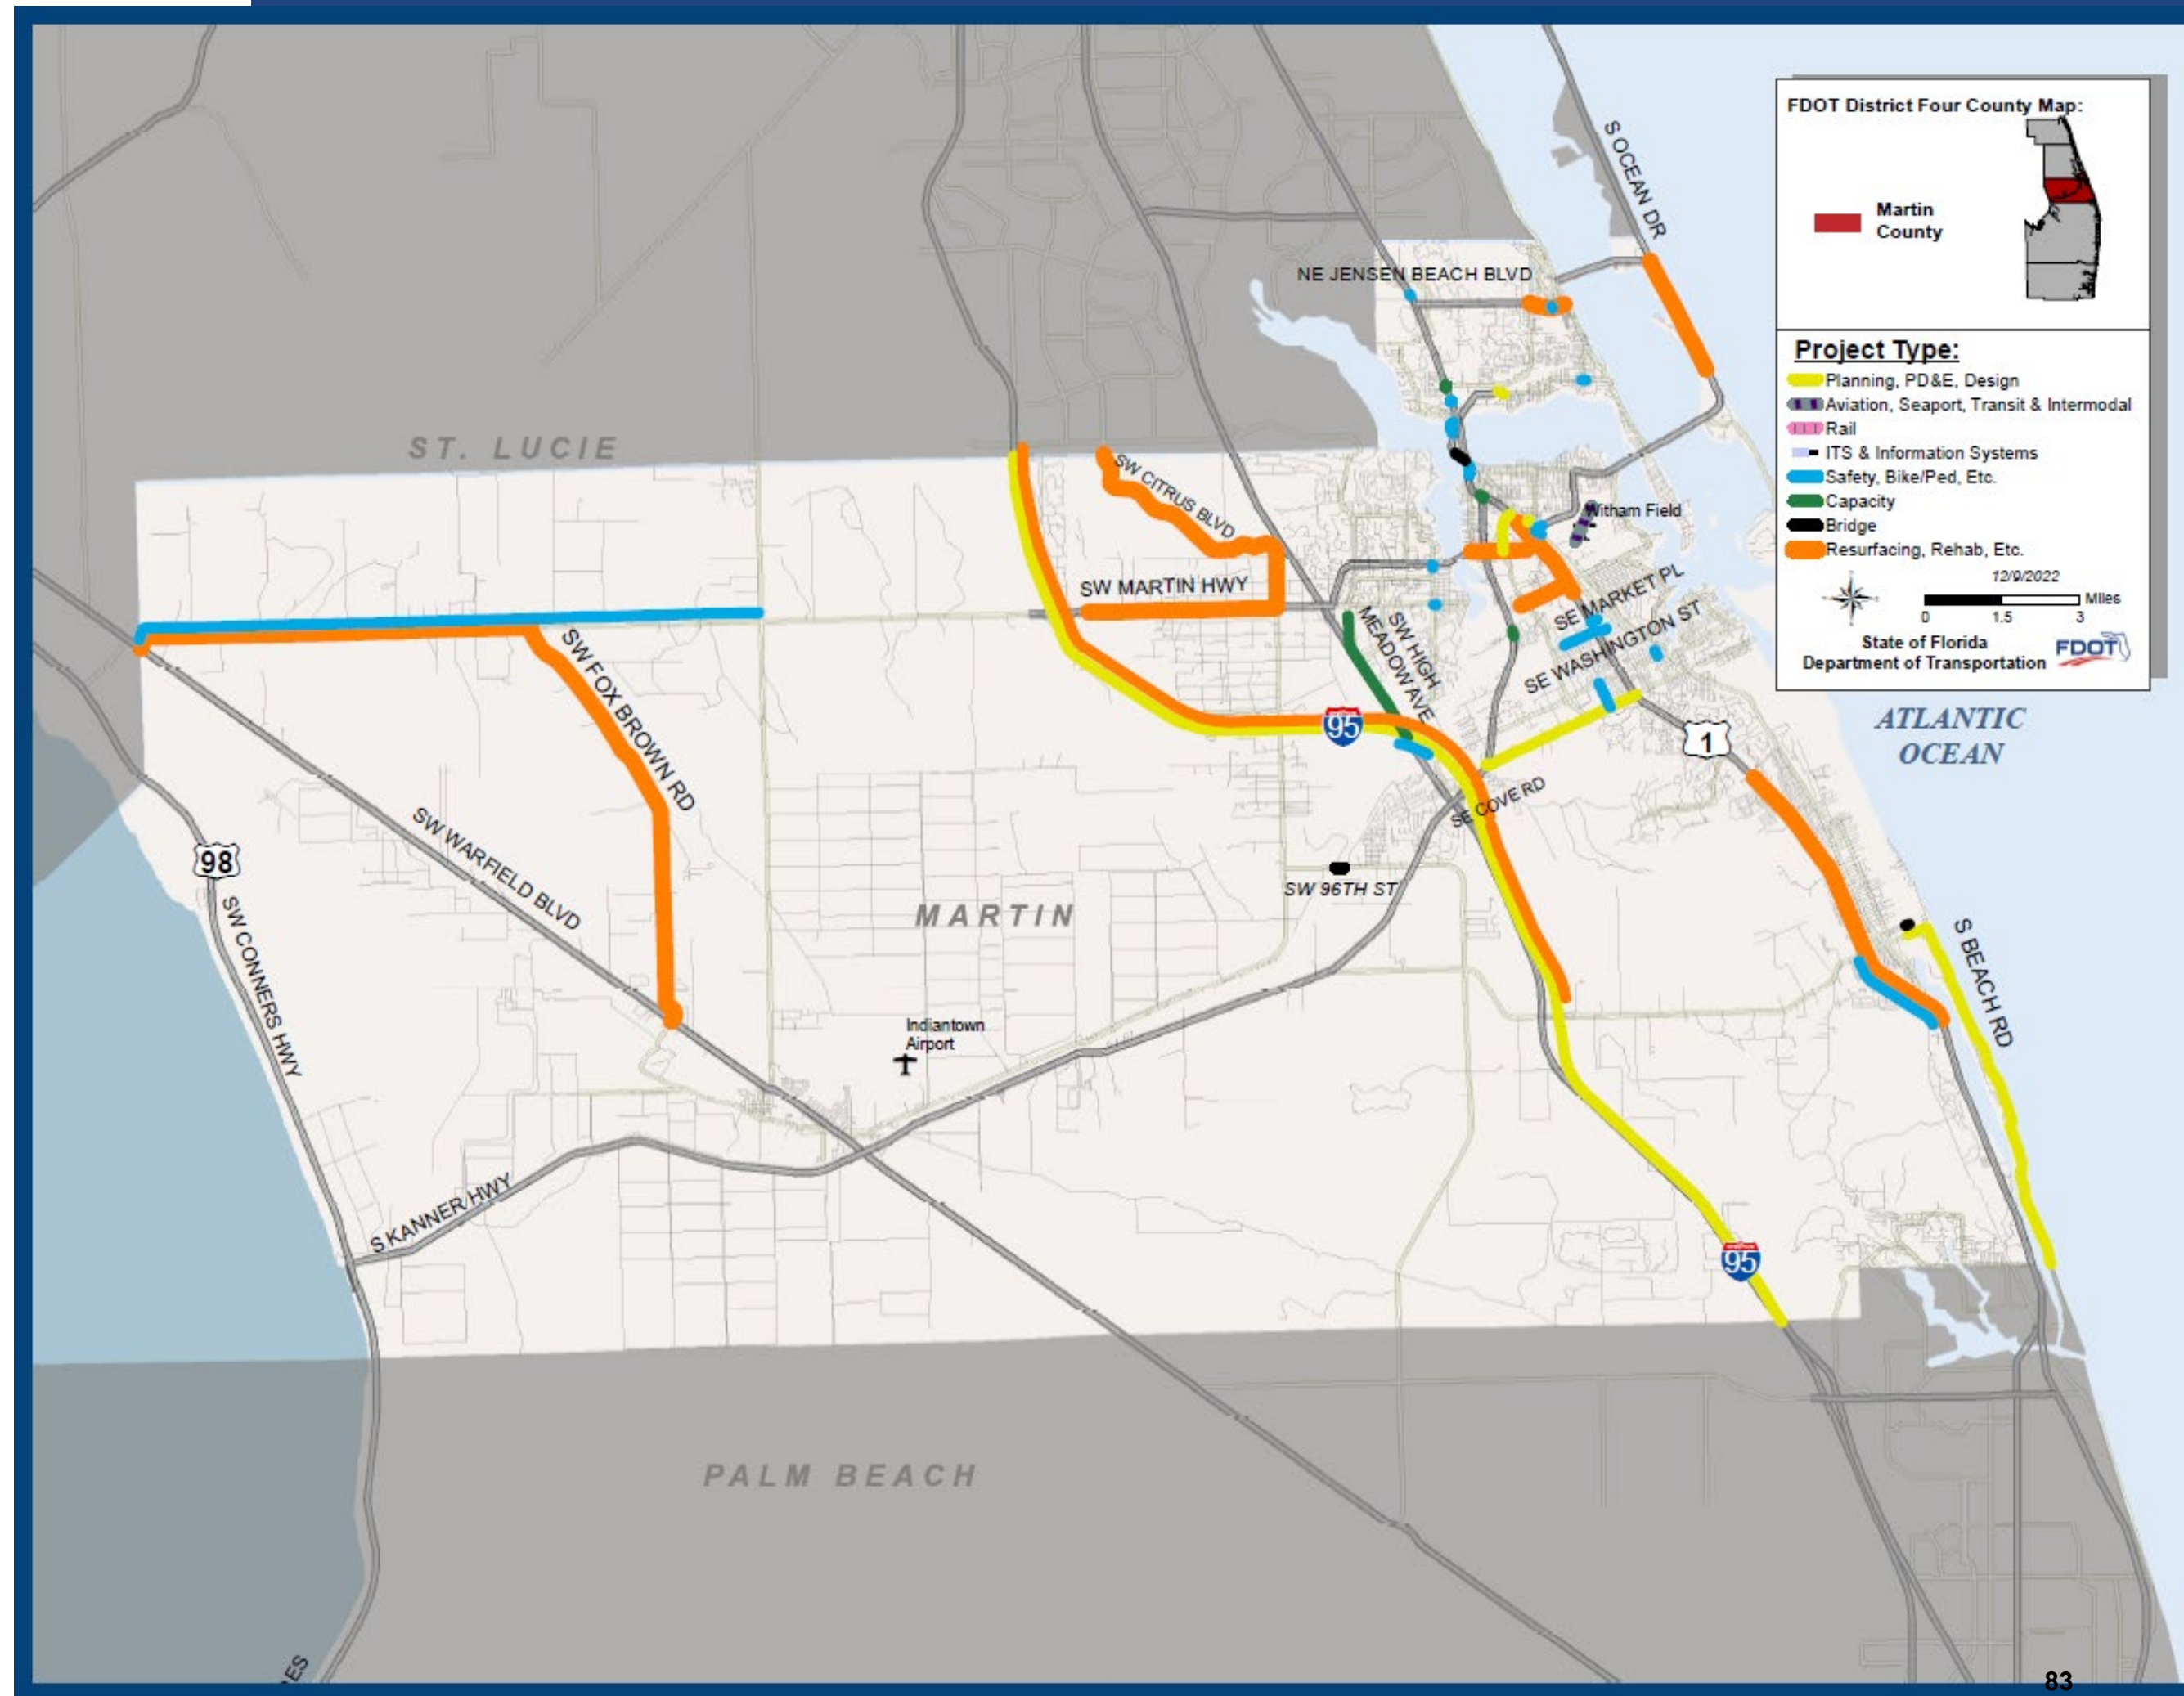 S OCEAN DR
FDOT District Four County Map:
Martin
County
NE JENSEN BEACH BLVD
Project Type:
Planning, PD&E, Design
Aviation, Seaport, Transit & Intermodal
Rail
ITS & Information Systems
Safety, Bike/Ped, Etc.
Capacity
Bridge
Resurfacing, Rehab, Etc.
12/9/2022
Miles
0 1.5 3
State of Florida
Department of Transportation
FDOT
ST. LUCIE
SW CITRUS BLVD
Witham Field
SW MARTIN HWY
SE MARKET PL
SW HIGH
MEADOW AVE
SE WASHINGTON ST
SW FOX BROWN RD
95
1
ATLANTIC
OCEAN
SE COVE RD
SW WARFIELD BLVD
98
SW 96TH ST
MARTIN
SW CONNERS HWY
S BEACH RD
Indiantown
Airport
S KANNER HWY
95
PALM BEACH
ES
83